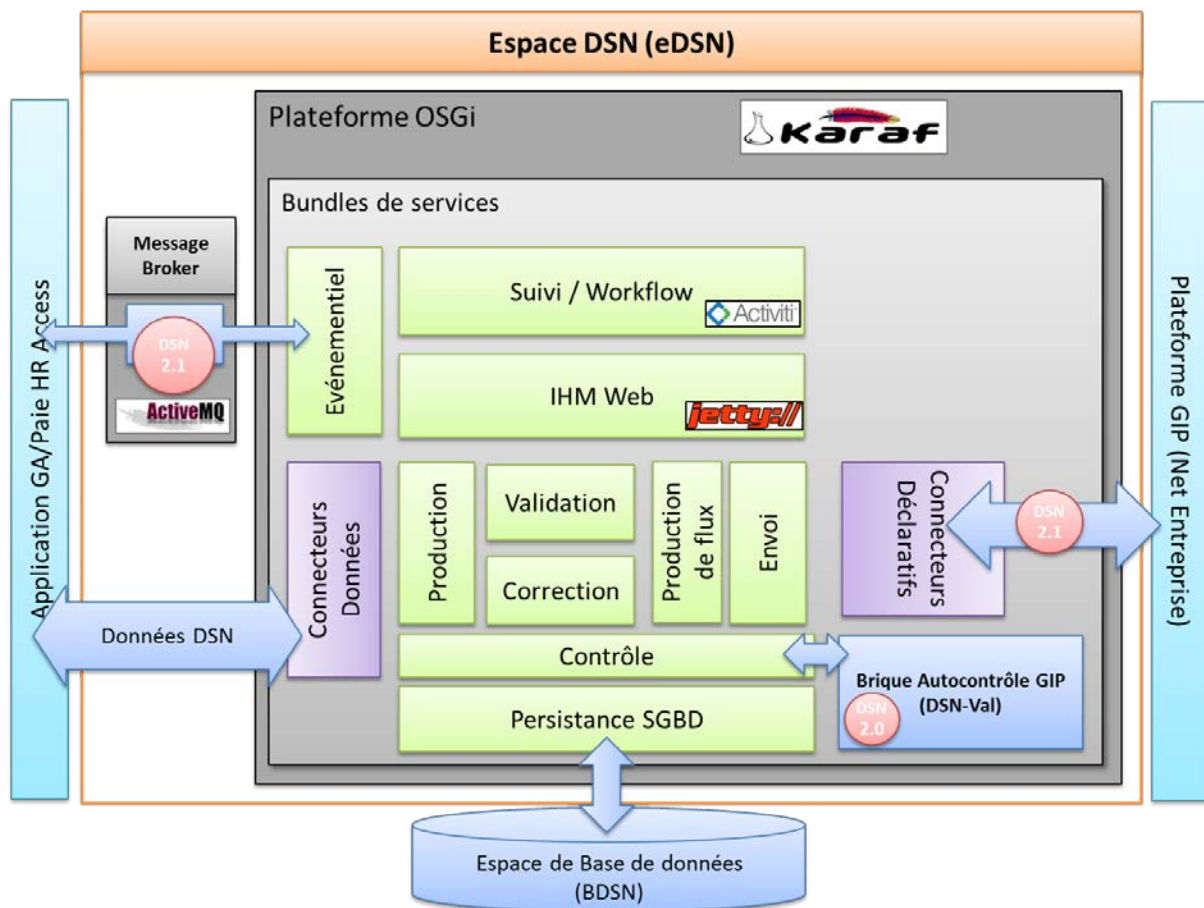 Espace DSN (eDSN)
Plateforme OSGi
Karaf
Bundles de services
Message
Broker
DSN
2.1
ActiveMQ
Application GA/Paie HR Access
Evénementiel
Suivi / Workflow
Activiti
IHM Web
jetty://
Connecteurs
Données
Production
Validation
Correction
Production
de flux
Envoi
Connecteurs
Déclaratifs
DSN
2.1
Plateforme GIP (Net Entreprise)
Données DSN
Contrôle
Persistance SGBD
Brique Autocontrôle GIP
(DSN-Val)
DSN
2.0
Espace de Base de données
(BDSN)